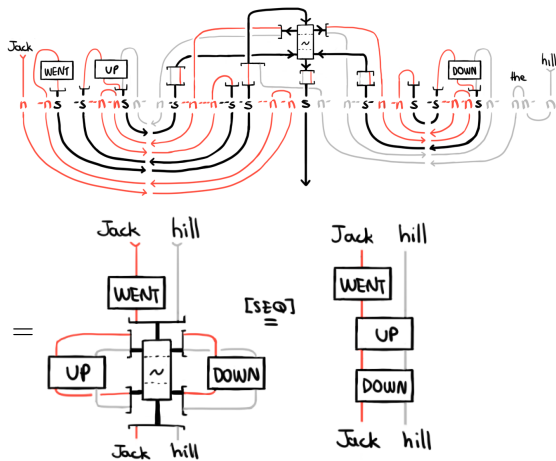 Jack
hill
~
WENT
UP
DOWN
the
n -n -n s -s -n -n s -n -n s -n -n -s -s -n -n s -n -n s -n -n s -s -n -n s -n n n n
Jack hill
WENT
=
UP
~
DOWN
Jack hill
[SEQ]
=
Jack hill
WENT
UP
DOWN
Jack hill